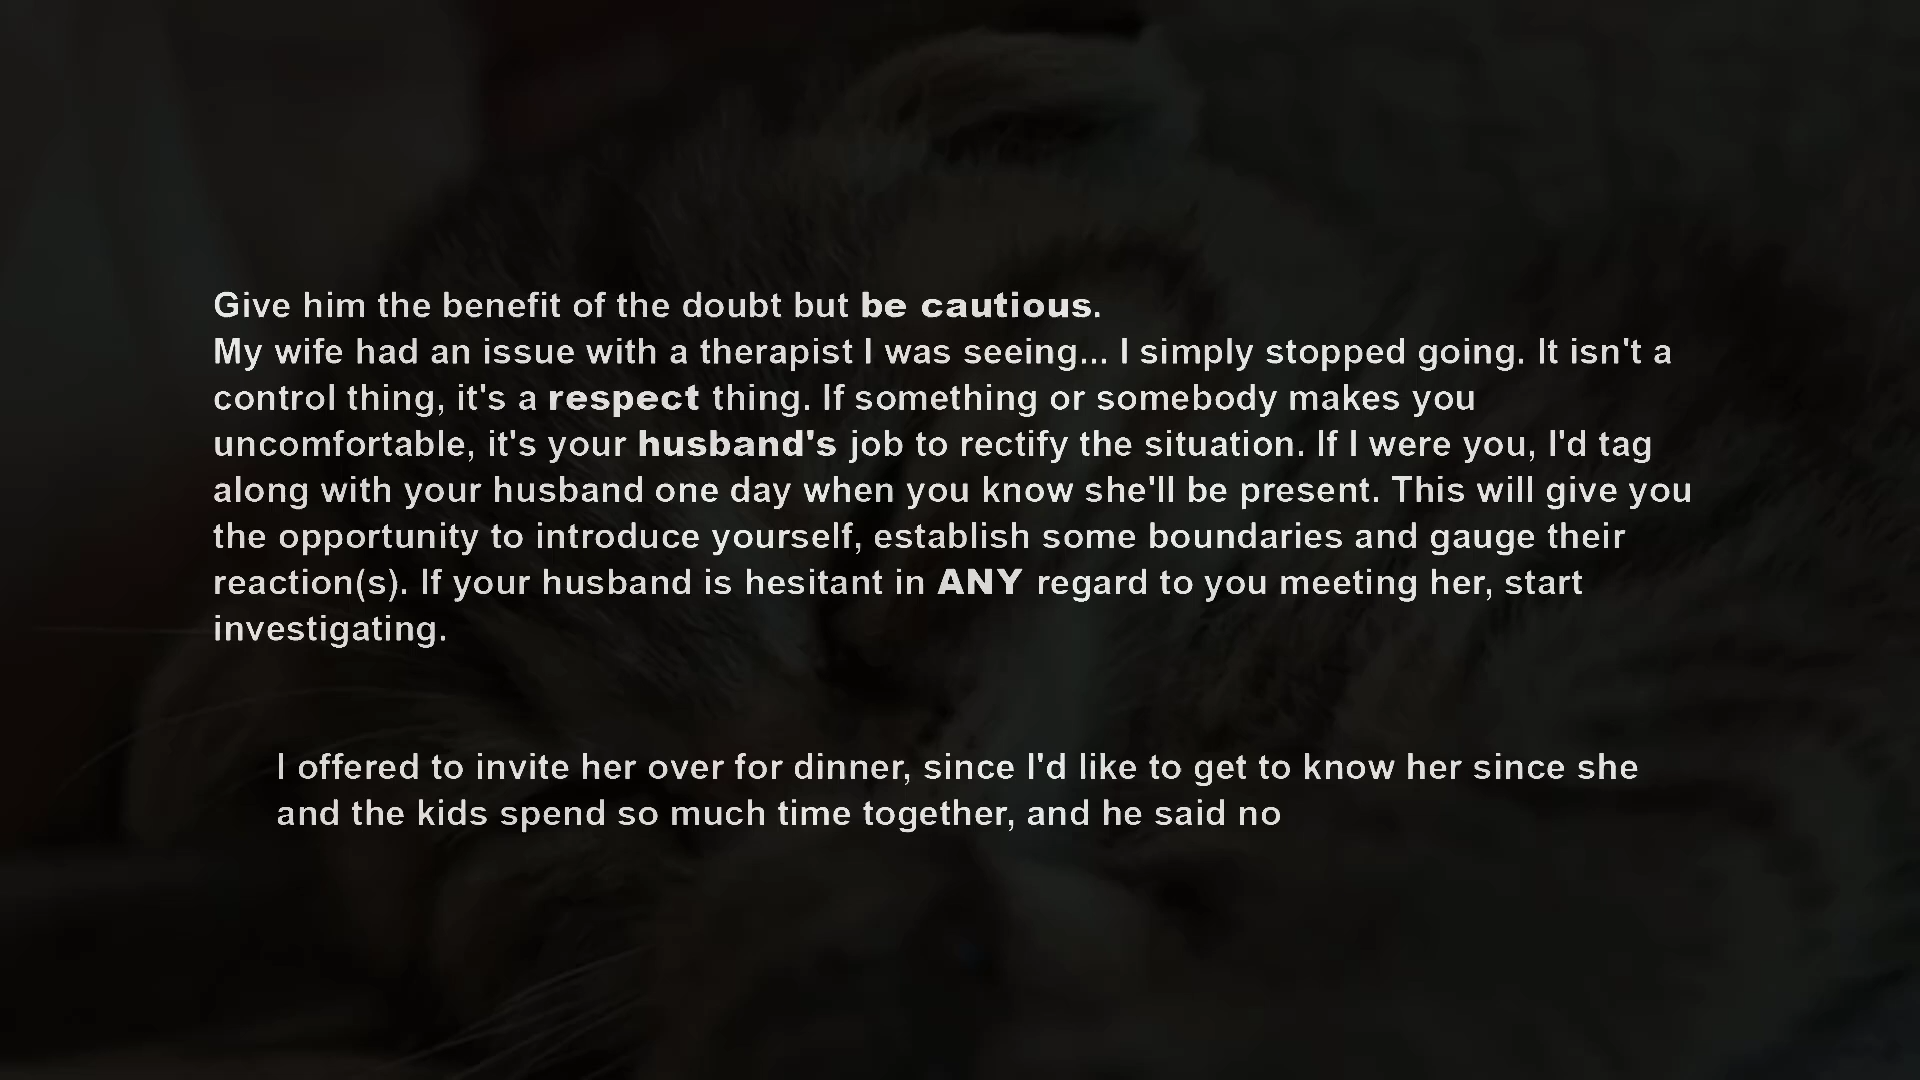 Give him the benefit of the doubt but be cautious.
My wife had an issue with a therapist I was seeing... I simply stopped going. It isn't a
control thing, it's a respect thing. If something or somebody makes you
uncomfortable, it's your husband's job to rectify the situation. If I were you, I'd tag
along with your husband one day when you know she'll be present. This will give you
the opportunity to introduce yourself, establish some boundaries and gauge their
reaction(s). If your husband is hesitant in ANY regard to you meeting her, start
investigating.
I offered to invite her over for dinner, since I'd like to get to know her since she
and the kids spend so much time together, and he said no